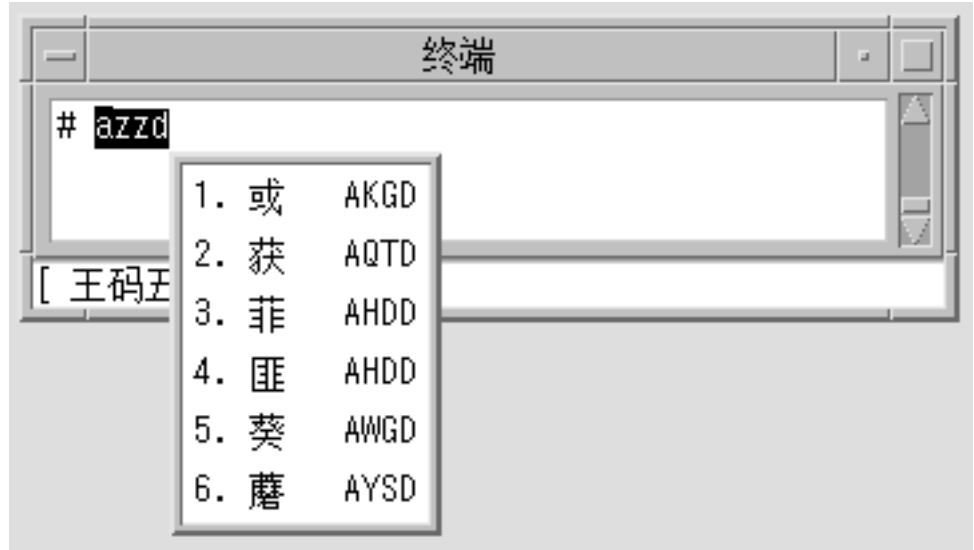 终端
# azzd
1. 或 AKGD
2. 获 AQTD
3. 菲 AHDD
4. 匪 AHDD
5. 葵 AWGD
6. 蘑 AYSD
[ 王码五